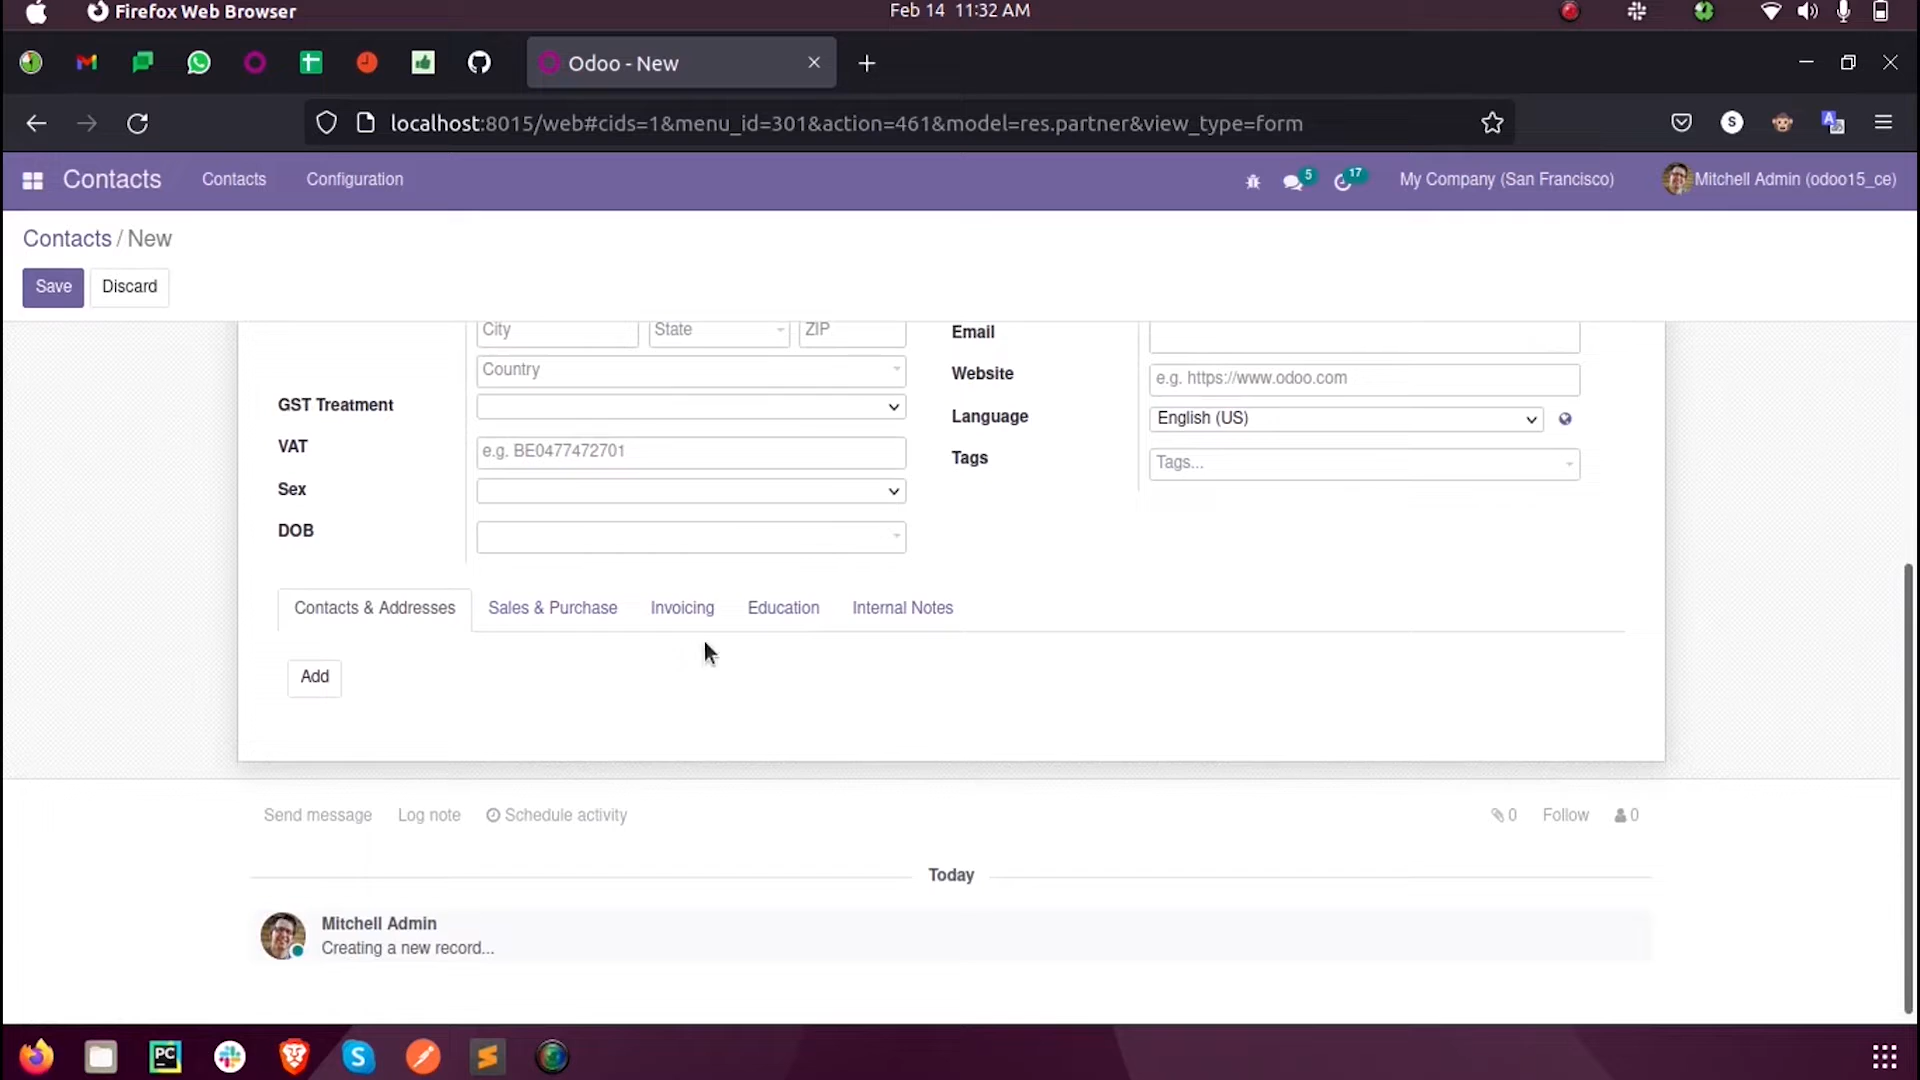 Firefox Web Browser
Feb 14 11:32 AM
Odoo - New
localhost:8015/web#cids=1&menu_id=301&action=461&model=res.partner&view_type=form
S
A
Contacts
Contacts
Configuration
5
17
My Company (San Francisco)
Mitchell Admin (odoo15_ce)
Contacts / New
Save
Discard
City
State
ZIP
Email
Country
Website
e.g. https://www.odoo.com
GST Treatment
Language
English (US)
VAT
e.g. BE0477472701
Tags
Tags...
Sex
DOB
Contacts & Addresses
Sales & Purchase
Invoicing
Education
Internal Notes
Add
Send message
Log note
Schedule activity
0
Follow
0
Today
Mitchell Admin
Creating a new record...
PC